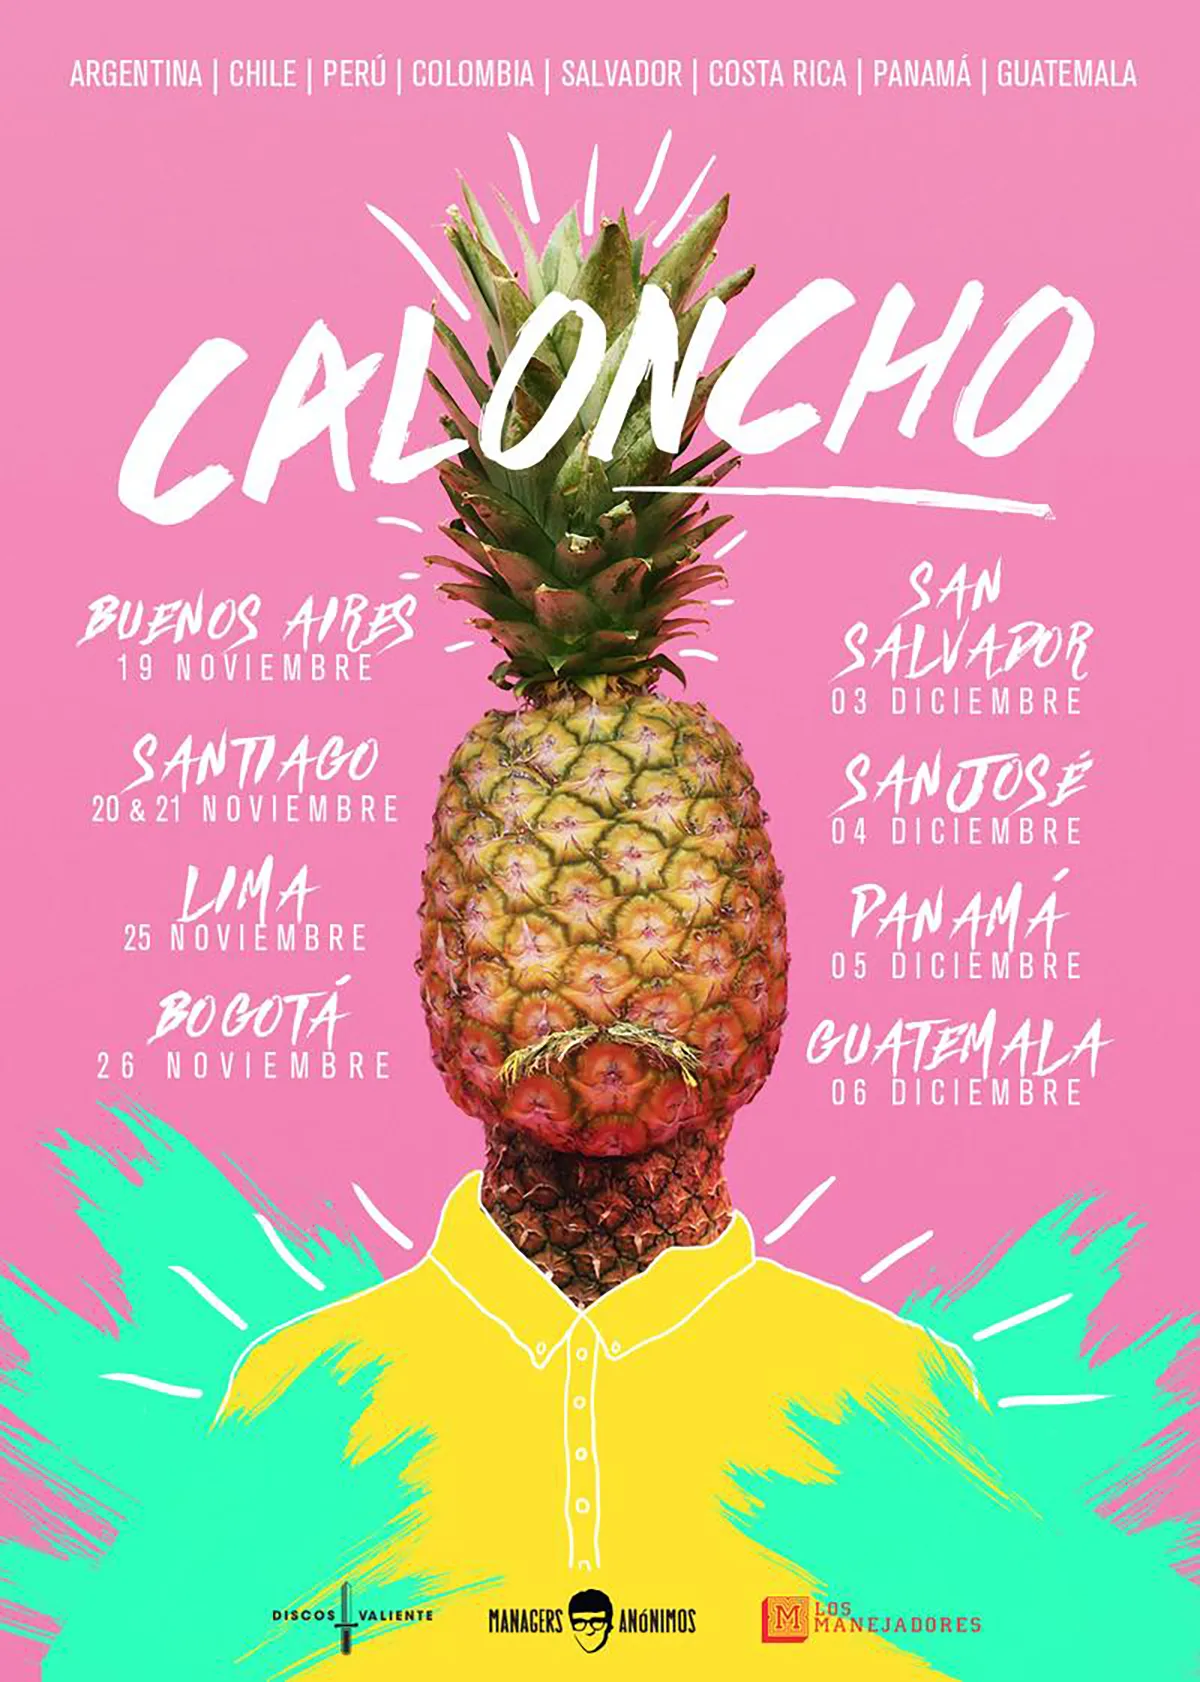 ARGENTINA | CHILE | PERÚ | COLOMBIA | SALVADOR | COSTA RICA | PANAMÁ | GUATEMALA
CALONCHO
BUENOS AIRES
19 NOVIEMBRE
SANTIAGO
20 & 21 NOVIEMBRE
LIMA
25 NOVIEMBRE
BOGOTÁ
26 NOVIEMBRE
SAN
SALVADOR
03 DICIEMBRE
SAN JOSÉ
04 DICIEMBRE
PANAMÁ
05 DICIEMBRE
GUATEMALA
06 DICIEMBRE
DISCOS VALIENTE
MANAGERS ANÓNIMOS
M LOS
MANEJADORES